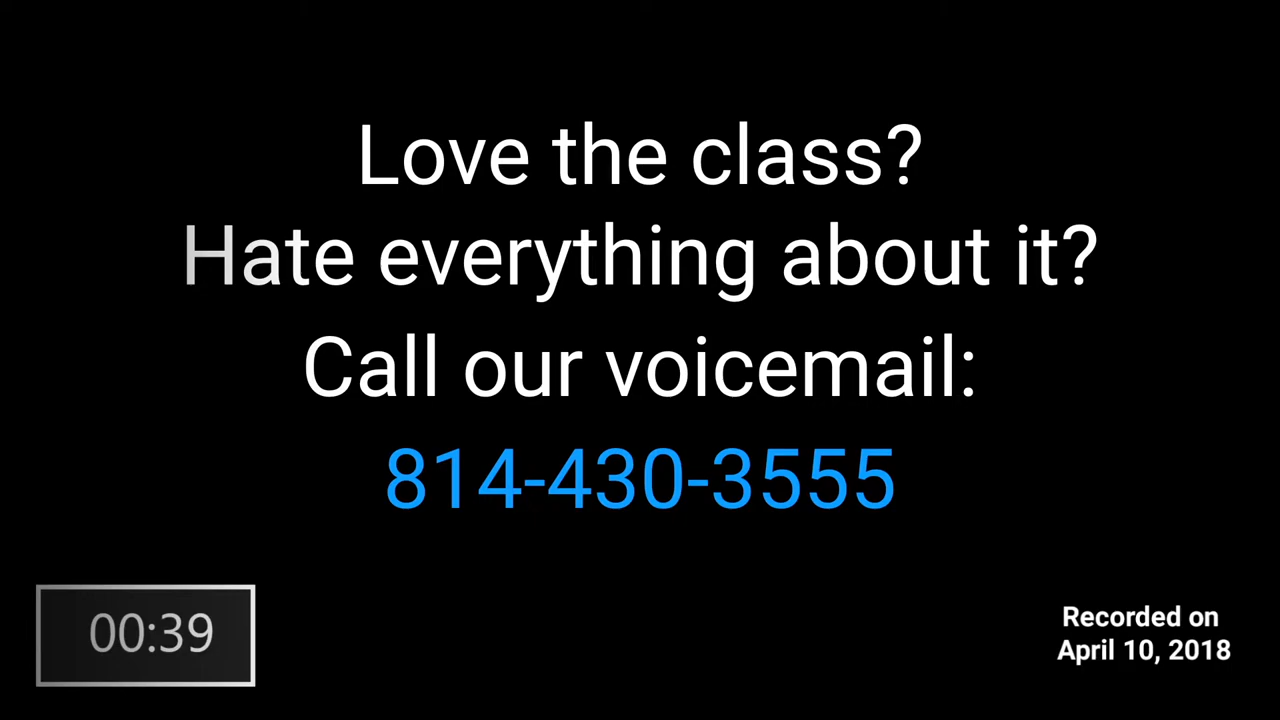 Love the class?
Hate everything about it?
Call our voicemail:
814-430-3555
00:39
Recorded on
April 10, 2018